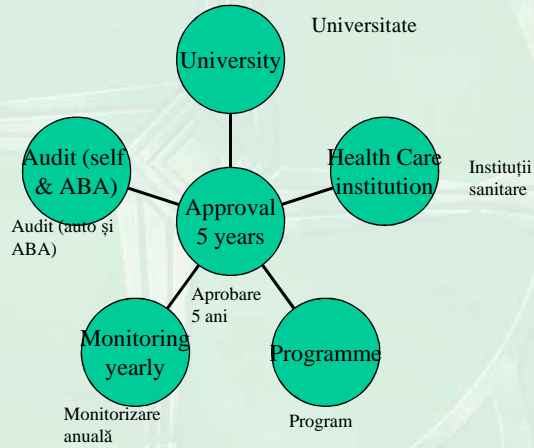 Universitate
University
Audit (self
& ABA)
Health Care
institution
Instituții
sanitare
Audit (auto și
ABA)
Approval
5 years
Aprobare
5 ani
Monitoring
yearly
Programme
Monitorizare
anuală
Program